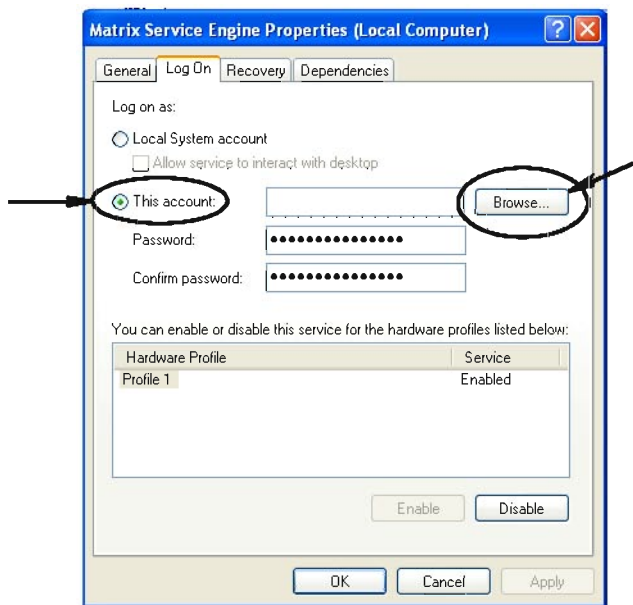 Matrix Service Engine Properties (Local Computer)
General Log On Recovery Dependencies
Log on as:
Local System account
Allow service to interact with desktop
This account: Browse...
Password: ●●●●●●●●●●●●●●●
Confirm password: ●●●●●●●●●●●●●●●
You can enable or disable this service for the hardware profiles listed below:
Hardware Profile Service
Profile 1 Enabled
Enable Disable
OK Cancel Apply